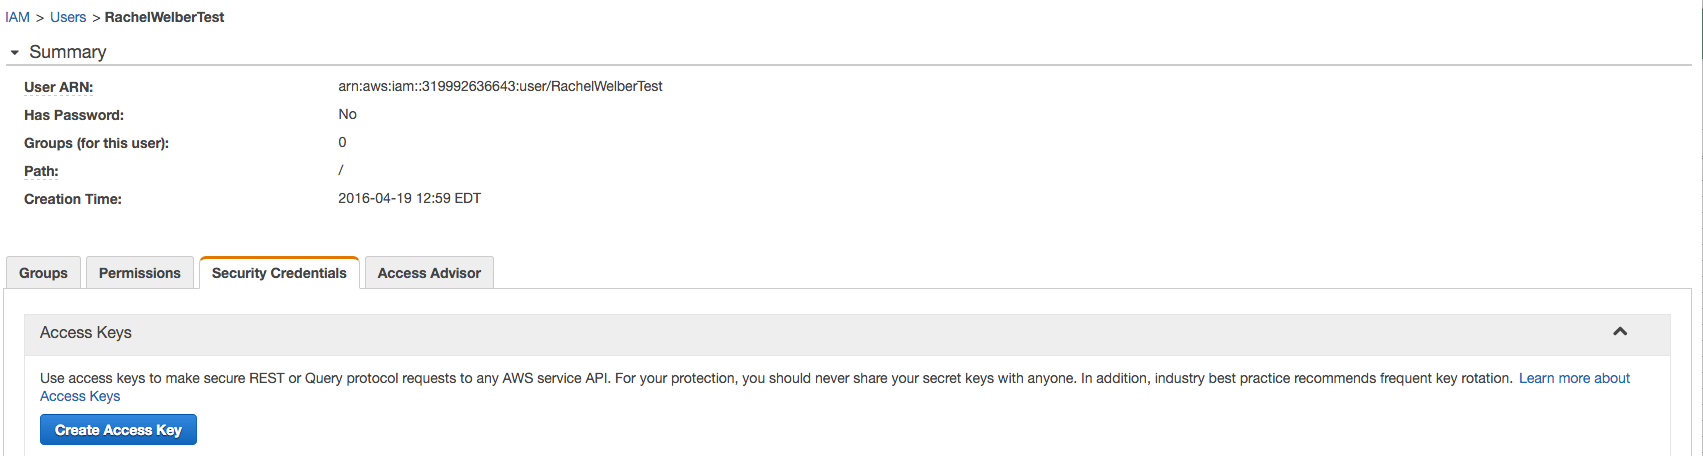 IAM > Users > RachelWelberTest
Summary
User ARN: arn:aws:iam::319992636643:user/RachelWelberTest
Has Password: No
Groups (for this user): 0
Path: /
Creation Time: 2016-04-19 12:59 EDT
Groups Permissions Security Credentials Access Advisor
Access Keys
Use access keys to make secure REST or Query protocol requests to any AWS service API. For your protection, you should never share your secret keys with anyone. In addition, industry best practice recommends frequent key rotation. Learn more about
Access Keys
Create Access Key